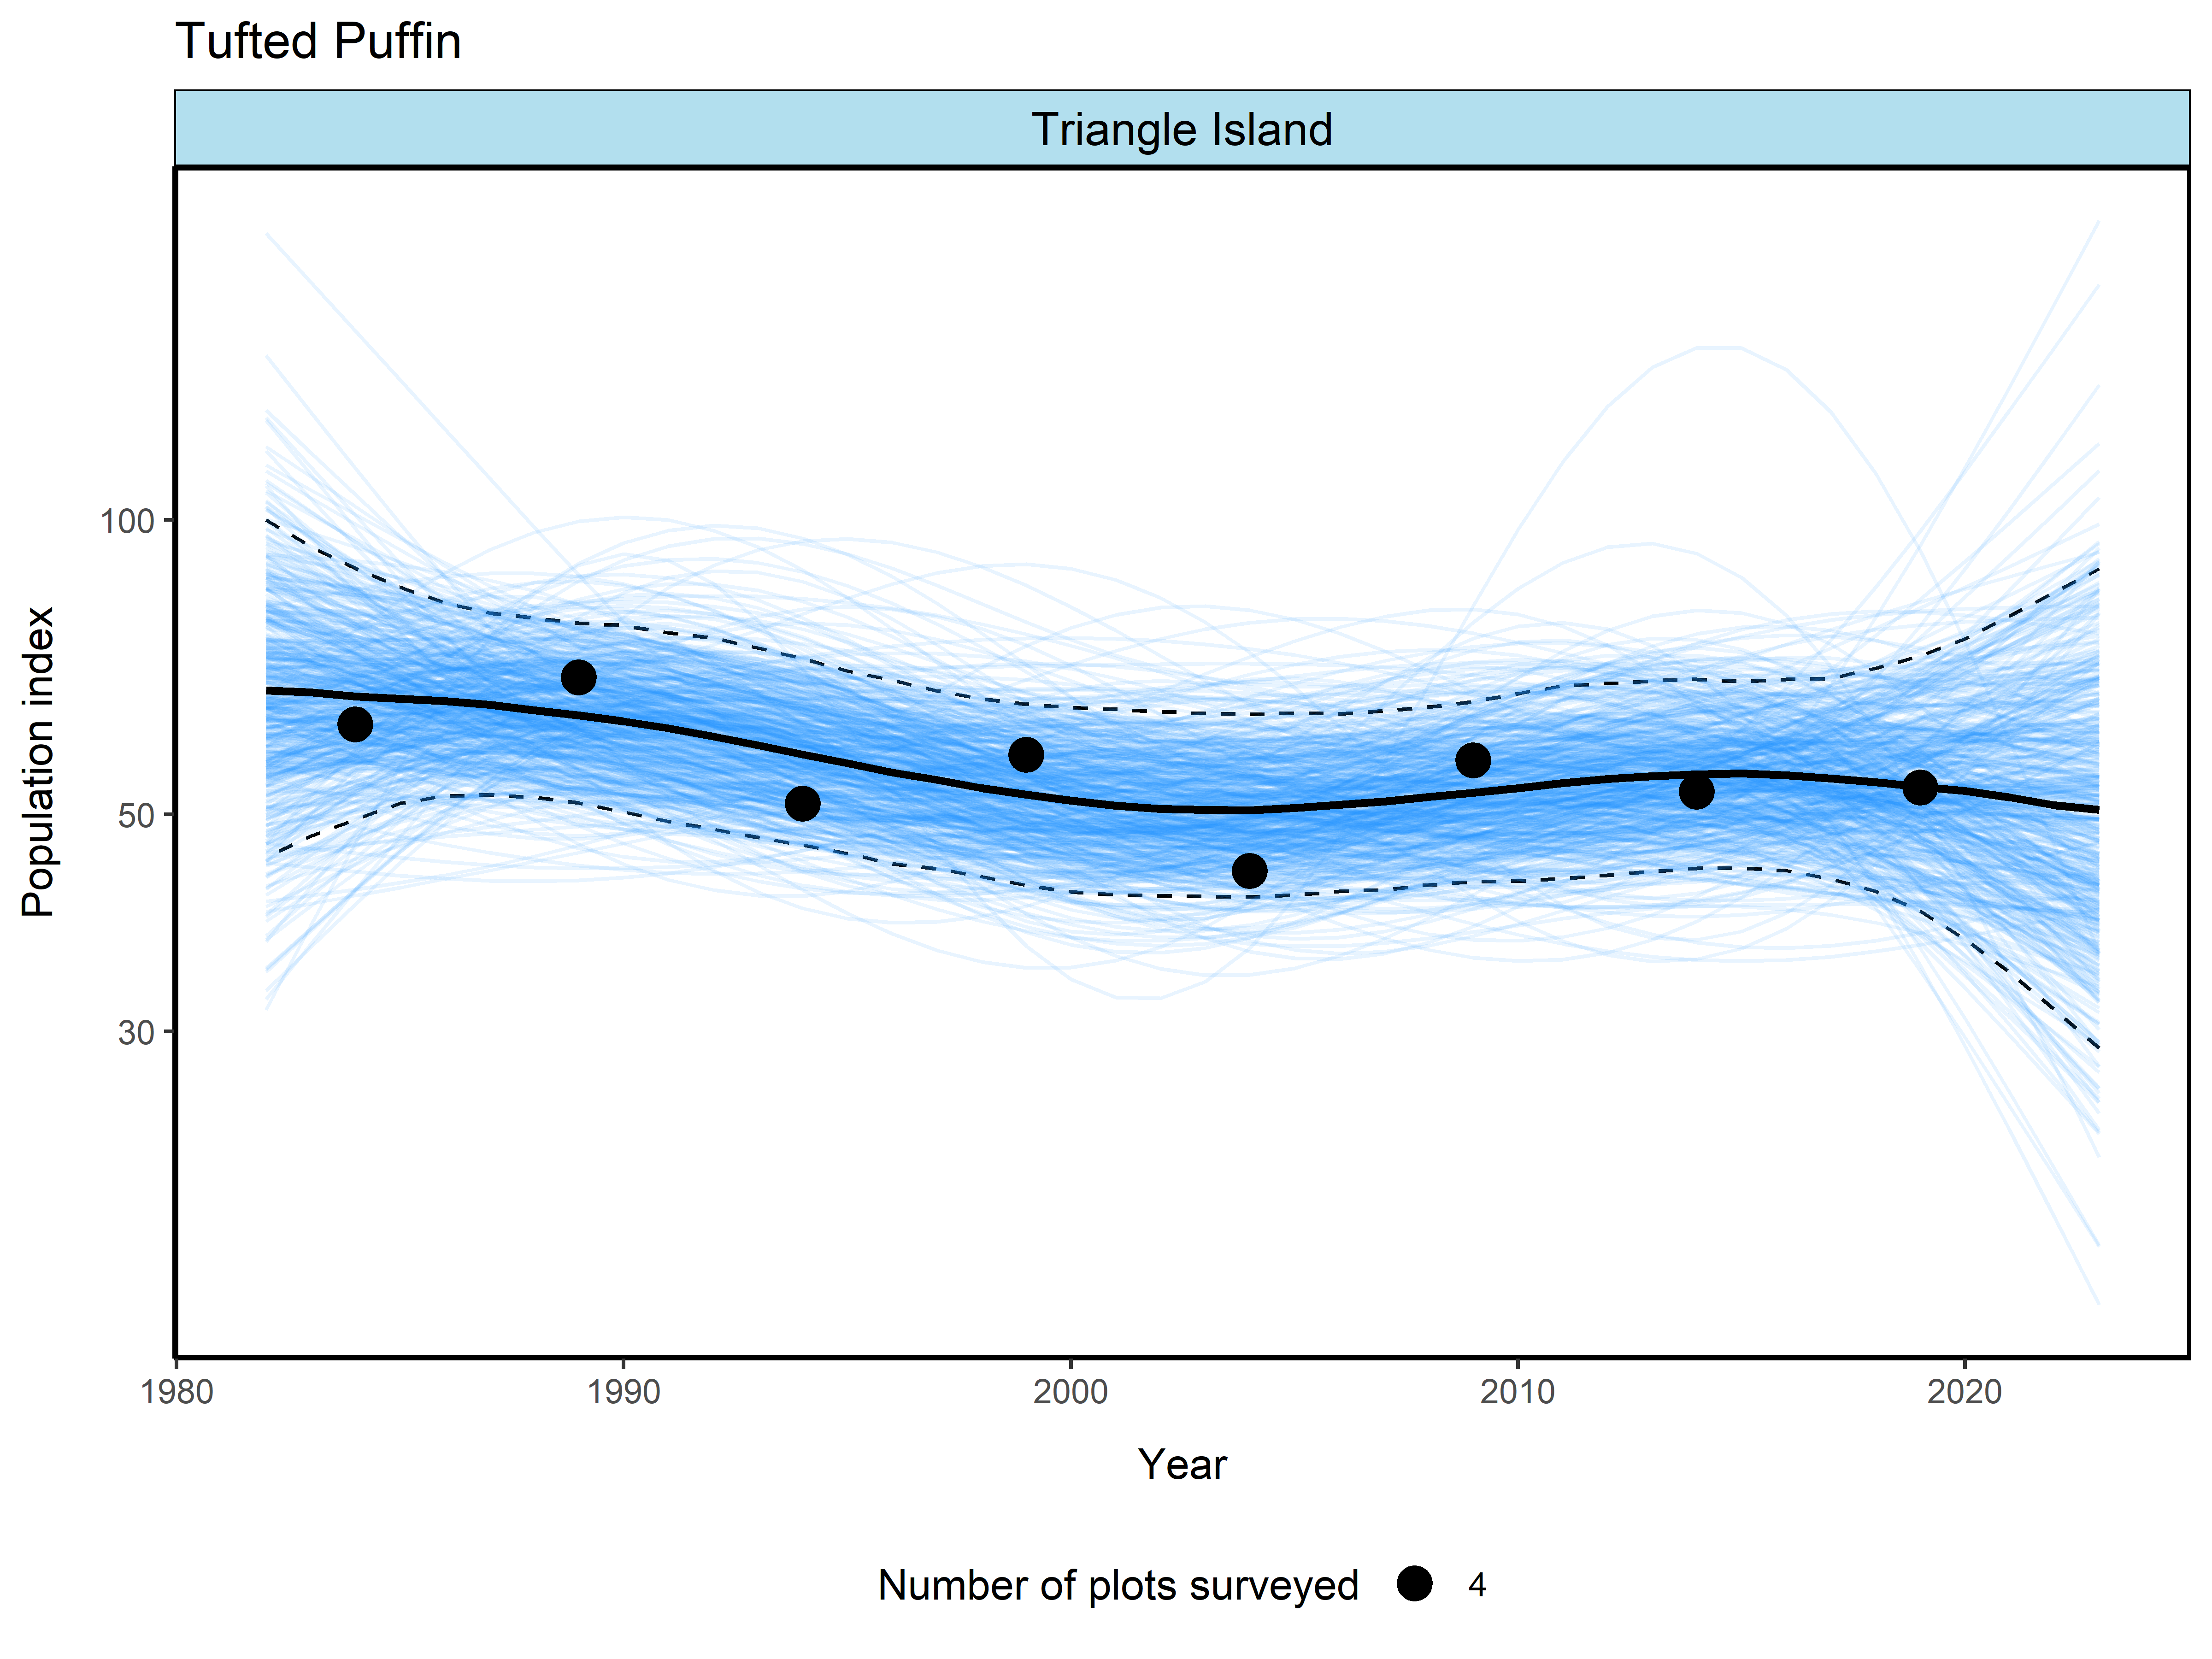 Tufted Puffin
Triangle Island
Population index
100
50
30
1980 1990 2000 2010 2020
Year
Number of plots surveyed 4